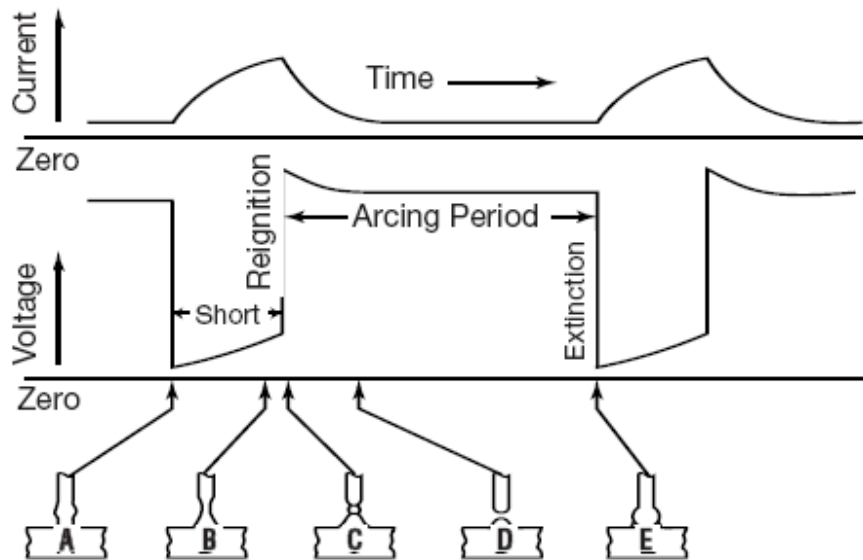 Current
Time
Zero
Reignition
Arcing Period
Voltage
Short
Extinction
Zero
A
B
C
D
E